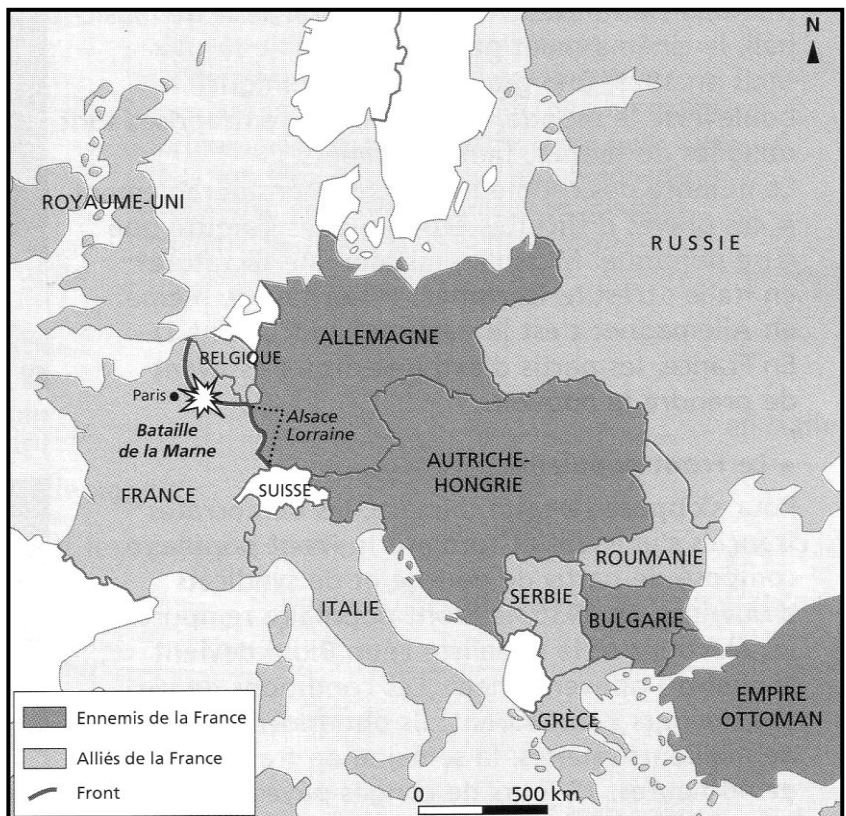 N
ROYAUME-UNI
RUSSIE
ALLEMAGNE
BELGIQUE
Paris
Alsace
Lorraine
Bataille
de la Marne
AUTRICHE-
HONGRIE
FRANCE
SUISSE
ROUMANIE
SERBIE
ITALIE
BULGARIE
EMPIRE
OTTOMAN
GRÈCE
Ennemis de la France
Alliés de la France
Front
0 500 km